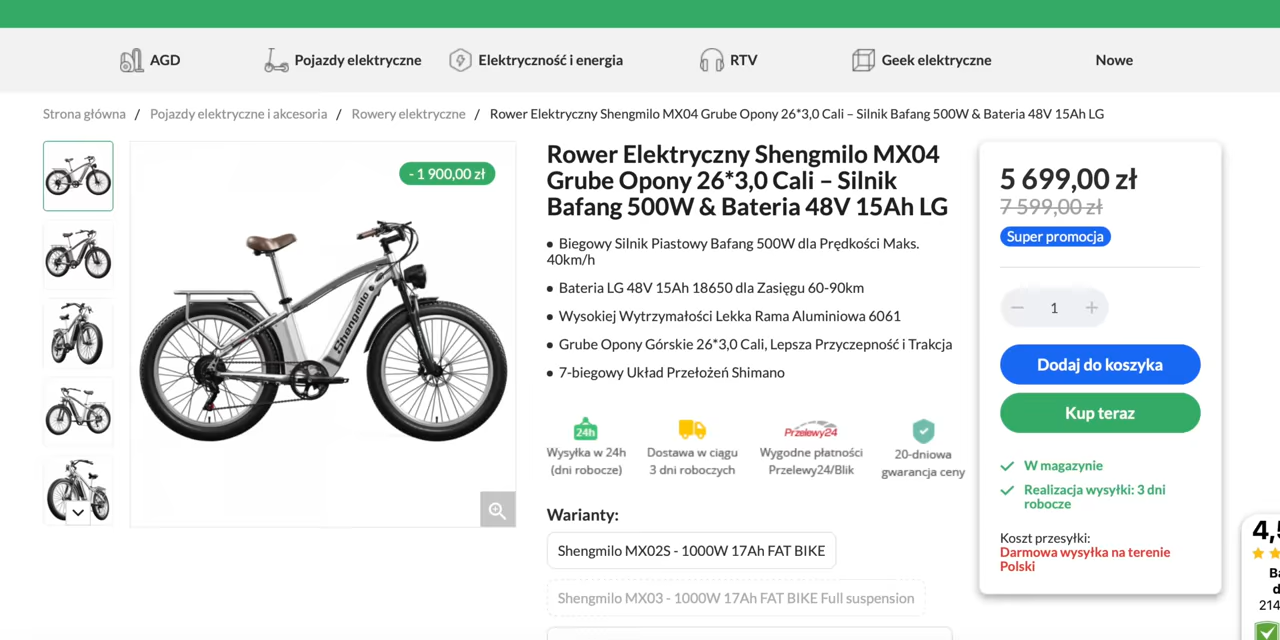 AGD
Pojazdy elektryczne
Elektryczność i energia
RTV
Geek elektryczne
Nowe
Strona główna / Pojazdy elektryczne i akcesoria / Rowery elektryczne / Rower Elektryczny Shengmilo MX04 Grube Opony 26*3,0 Cali – Silnik Bafang 500W & Bateria 48V 15Ah LG
- 1 900,00 zł
Shengmilo
Rower Elektryczny Shengmilo MX04
Grube Opony 26*3,0 Cali – Silnik
Bafang 500W & Bateria 48V 15Ah LG
• Biegowy Silnik Piastowy Bafang 500W dla Prędkości Maks.
40km/h
• Bateria LG 48V 15Ah 18650 dla Zasięgu 60-90km
• Wysokiej Wytrzymałości Lekka Rama Aluminiowa 6061
• Grube Opony Górskie 26*3,0 Cali, Lepsza Przyczepność i Trakcja
• 7-biegowy Układ Przełożeń Shimano
24h
Wysyłka w 24h
(dni robocze)
Dostawa w ciągu
3 dni roboczych
Przelewy24
Wygodne płatności
Przelewy24/Blik
20-dniowa
gwarancja ceny
Warianty:
Shengmilo MX02S - 1000W 17Ah FAT BIKE
Shengmilo MX03 - 1000W 17Ah FAT BIKE Full suspension
5 699,00 zł
7 599,00 zł
Super promocja
− 1 +
Dodaj do koszyka
Kup teraz
W magazynie
Realizacja wysyłki: 3 dni
robocze
Koszt przesyłki:
Darmowa wysyłka na terenie
Polski
4,5
214